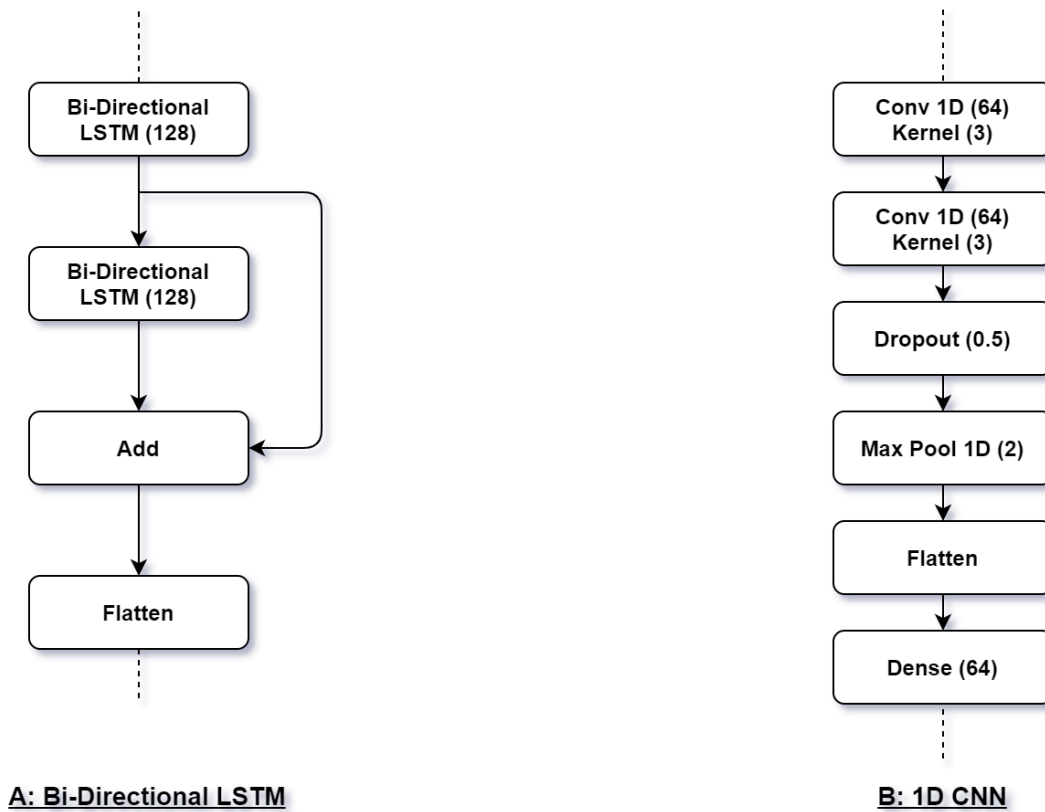 Bi-Directional
LSTM (128)
Bi-Directional
LSTM (128)
Add
Flatten
A: Bi-Directional LSTM
Conv 1D (64)
Kernel (3)
Conv 1D (64)
Kernel (3)
Dropout (0.5)
Max Pool 1D (2)
Flatten
Dense (64)
B: 1D CNN